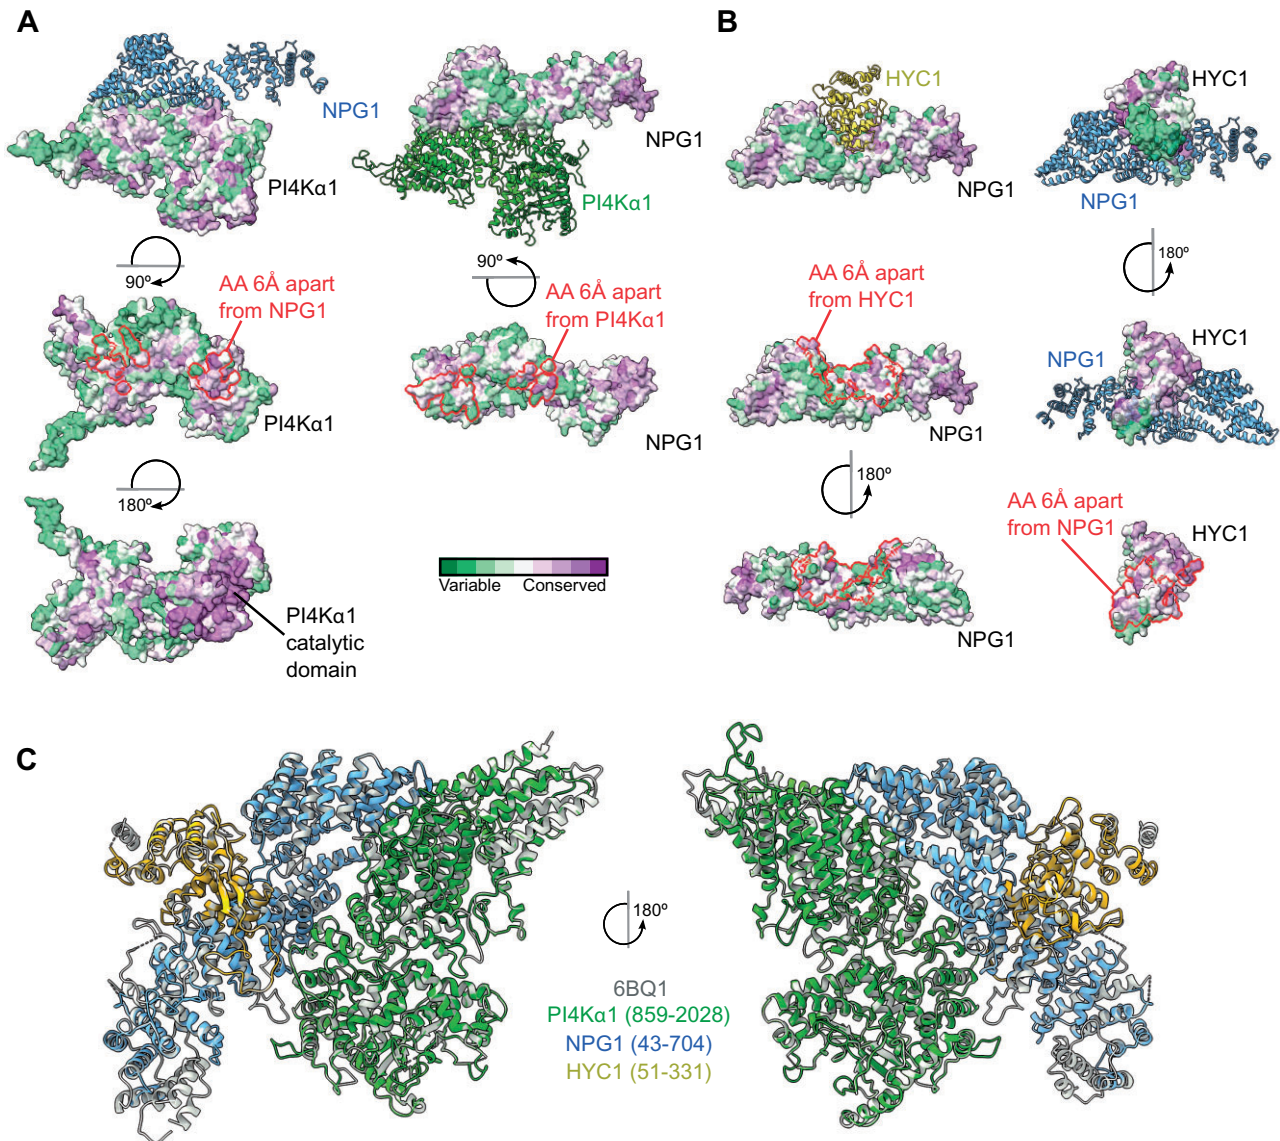 A
NPG1
PI4Kα1
NPG1
PI4Kα1
90º
AA 6Å apart
from NPG1
PI4Kα1
90º
AA 6Å apart
from PI4Kα1
NPG1
180º
PI4Kα1
catalytic
domain
Variable Conserved
B
HYC1
NPG1
HYC1
NPG1
180º
AA 6Å apart
from HYC1
NPG1
NPG1
HYC1
180º
NPG1
AA 6Å apart
from NPG1
HYC1
C
180º
6BQ1
PI4Kα1 (859-2028)
NPG1 (43-704)
HYC1 (51-331)